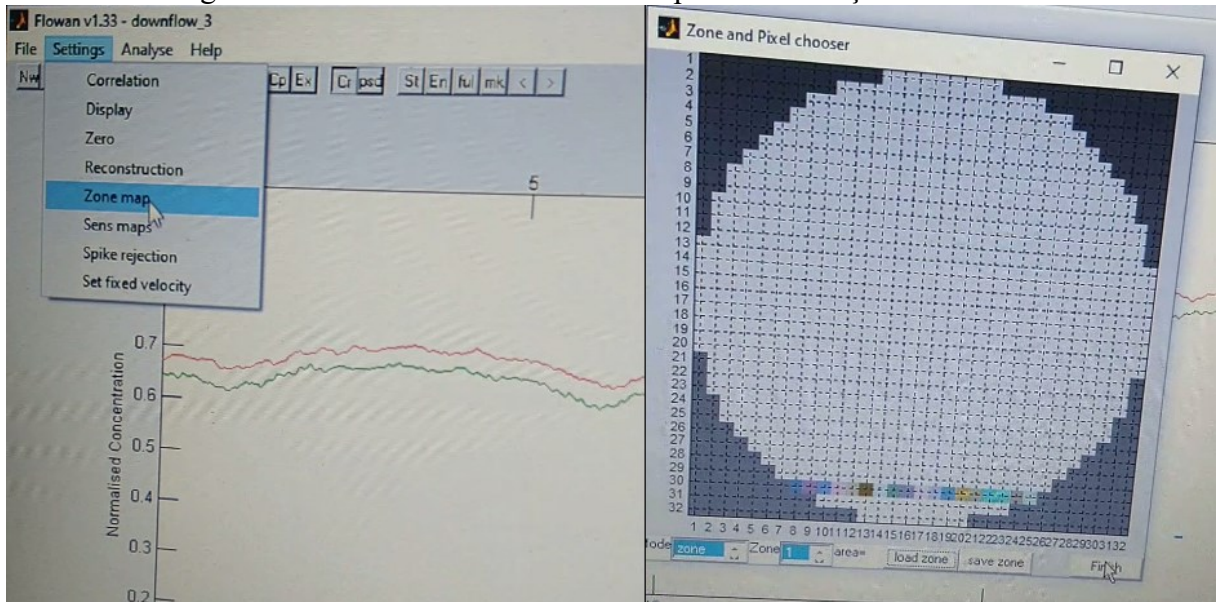 Flowan v1.33 - downflow_3
File Settings Analyse Help
Nw Cp Ex Cr psd St En ful mk < >
Correlation
Display
Zero
Reconstruction
Zone map
Sens maps
Spike rejection
Set fixed velocity
5
0.7
0.6
0.5
0.4
0.3
0.2
Normalised Concentration
Zone and Pixel chooser
1
2
3
4
5
6
7
8
9
10
11
12
13
14
15
16
17
18
19
20
21
22
23
24
25
26
27
28
29
30
31
32
1 2 3 4 5 6 7 8 9 10 11 12 13 14 15 16 17 18 19 20 21 22 23 24 25 26 27 28 29 30 31 32
zone Zone 1 area= load zone save zone